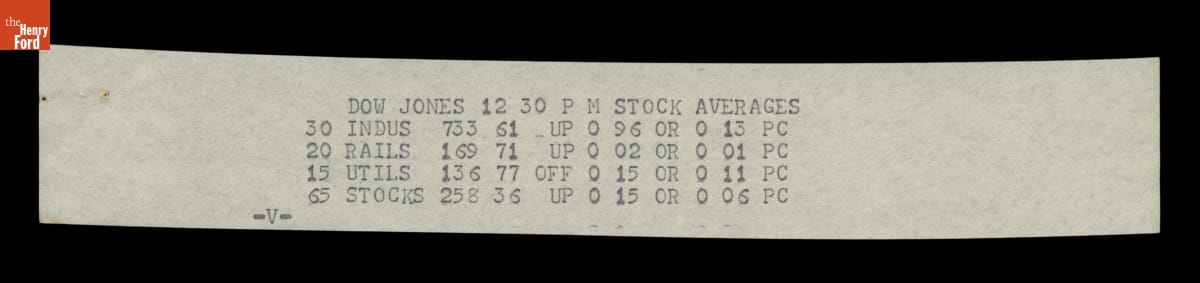 the
Henry
Ford
DOW JONES 12 30 P M STOCK AVERAGES
30 INDUS 733 61 UP 0 96 OR 0 13 PC
20 RAILS 169 71 UP 0 02 OR 0 01 PC
15 UTILS 136 77 OFF 0 15 OR 0 11 PC
65 STOCKS 258 36 UP 0 15 OR 0 06 PC
-V-